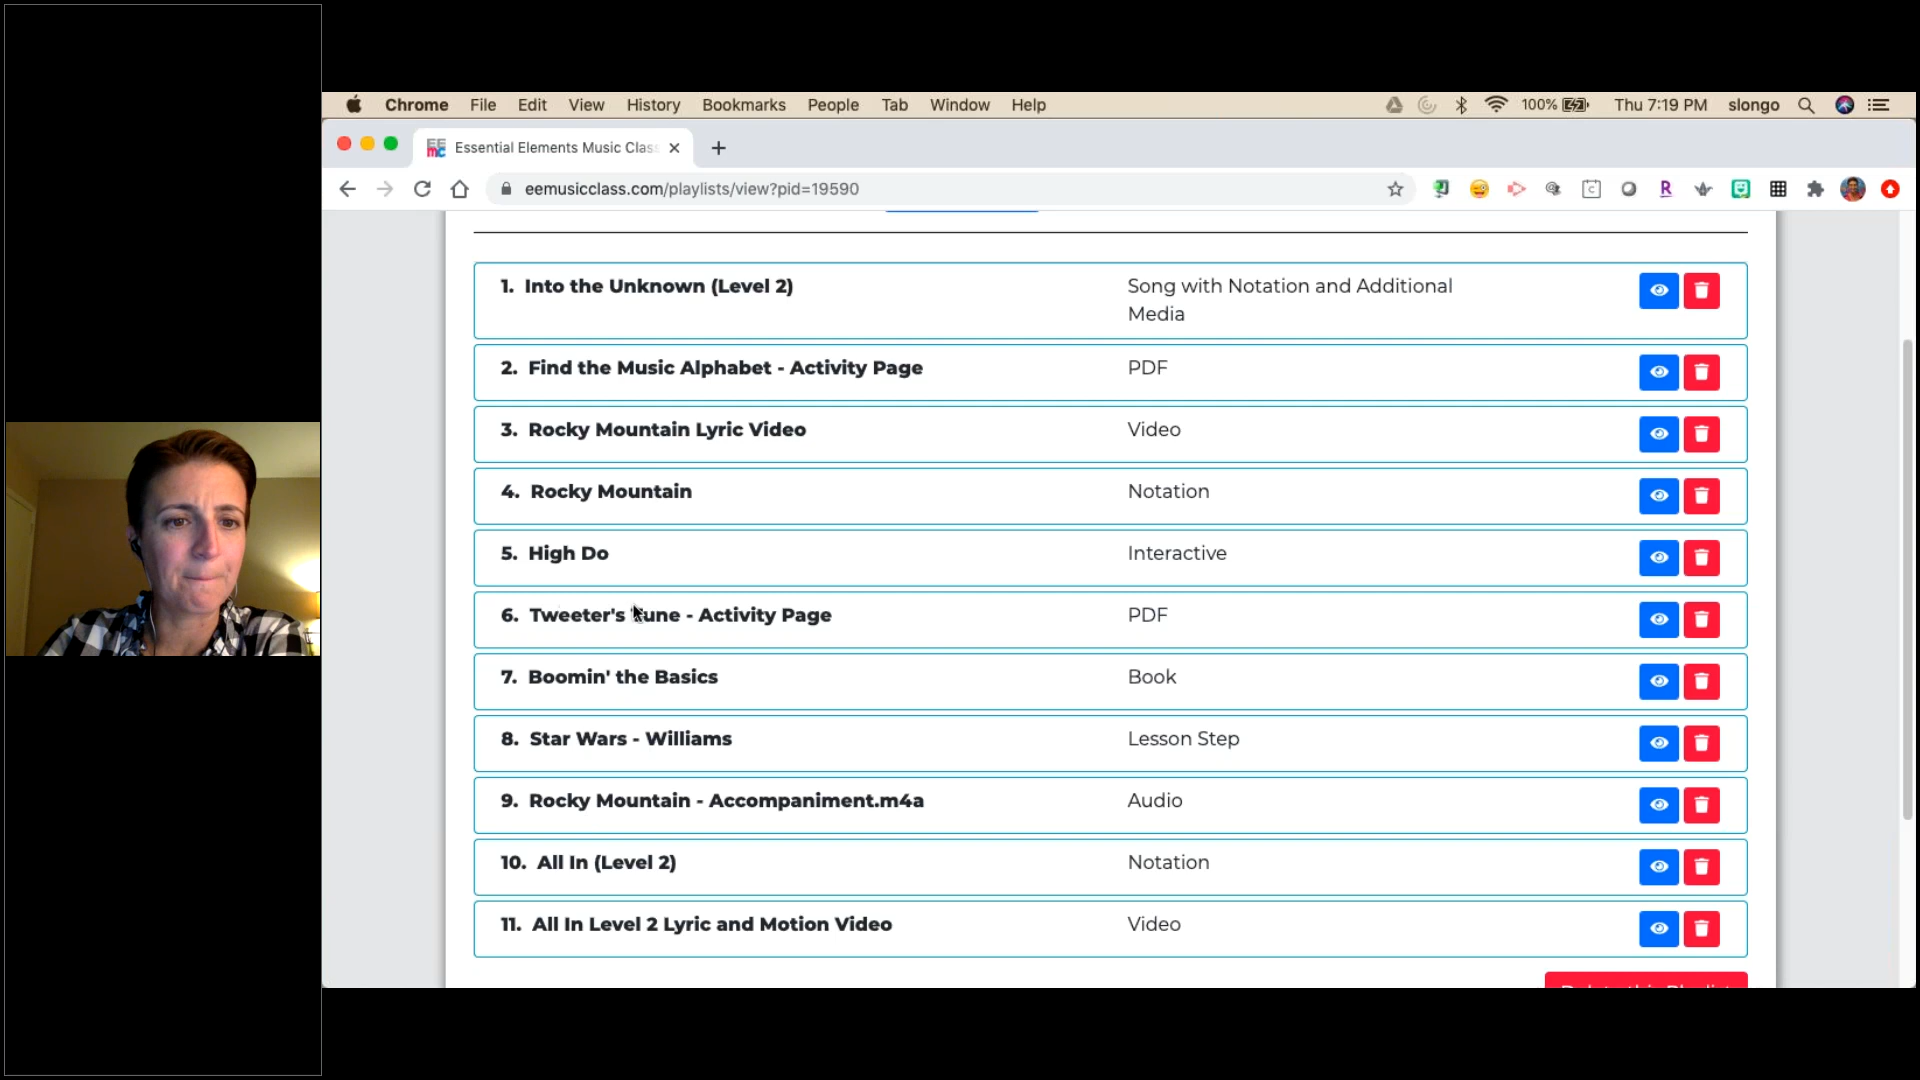 Chrome File Edit View History Bookmarks People Tab Window Help 100% Thu 7:19 PM slongo
Essential Elements Music Clas
eemusicclass.com/playlists/view?pid=19590
1. Into the Unknown (Level 2) Song with Notation and Additional
Media
2. Find the Music Alphabet - Activity Page PDF
3. Rocky Mountain Lyric Video Video
4. Rocky Mountain Notation
5. High Do Interactive
6. Tweeter's Tune - Activity Page PDF
7. Boomin' the Basics Book
8. Star Wars - Williams Lesson Step
9. Rocky Mountain - Accompaniment.m4a Audio
10. All In (Level 2) Notation
11. All In Level 2 Lyric and Motion Video Video